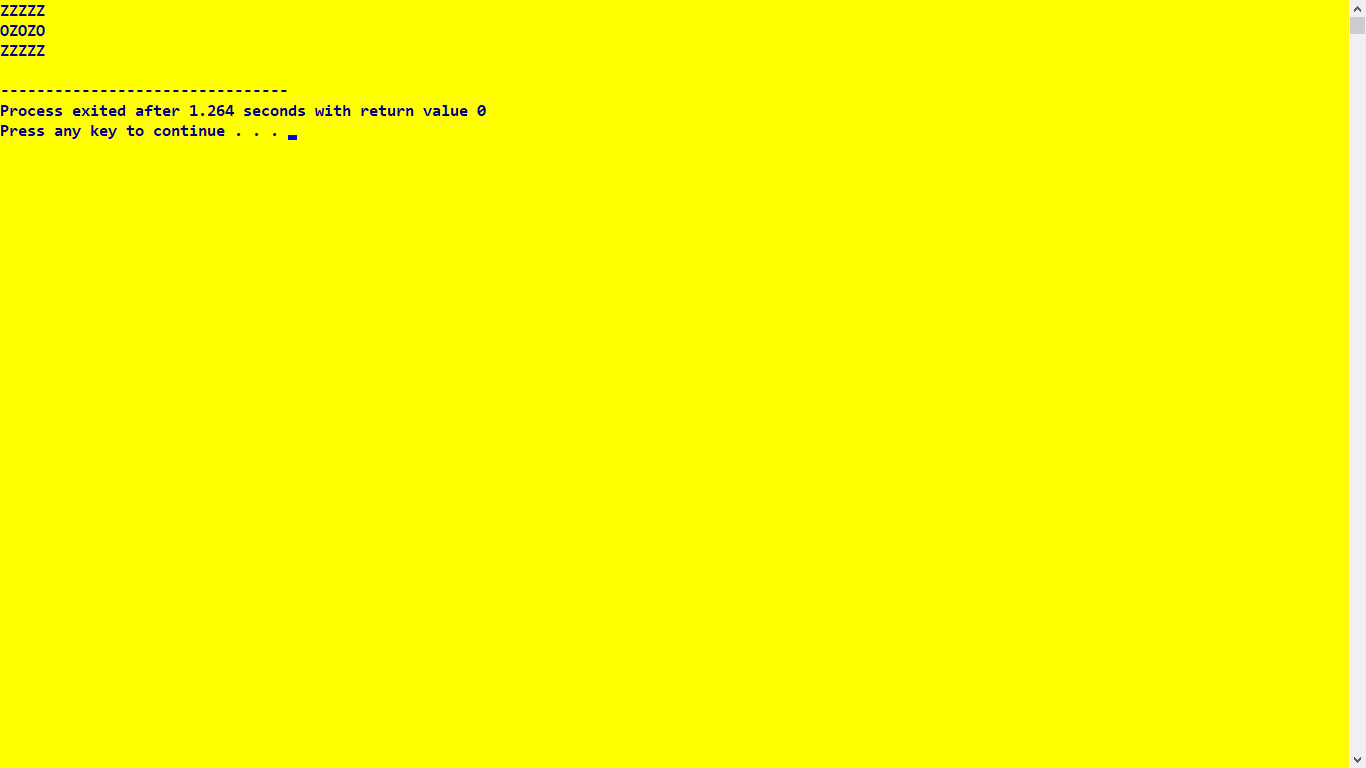 ZZZZZ
OZOZO
ZZZZZ
--------------------------------
Process exited after 1.264 seconds with return value 0
Press any key to continue . . .